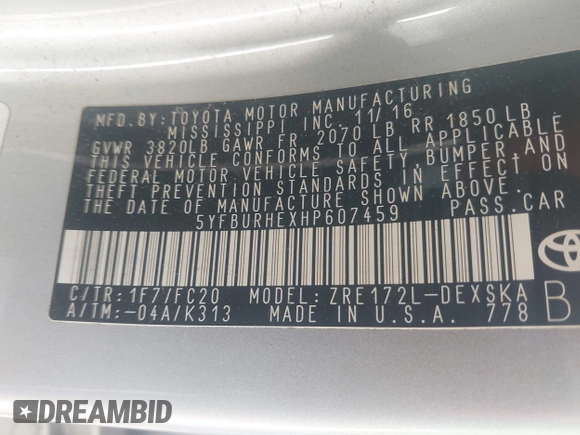 MFD. BY: TOYOTA MOTOR MANUFACTURING
MISSISSIPPI INC. 11/16
GVWR 3820LB GAWR FR 2070 LB RR 1850 LB
THIS VEHICLE CONFORMS TO ALL APPLICABLE
FEDERAL MOTOR VEHICLE SAFETY, BUMPER AND
THEFT PREVENTION STANDARDS IN EFFECT ON
THE DATE OF MANUFACTURE SHOWN ABOVE.
5YFBURHEXHP607459 PASS.CAR
C/TR: 1F7/FC20 MODEL: ZRE172L-DEXSKA B
A/TM:-04A/K313 MADE IN U.S.A. 778
DREAMBID